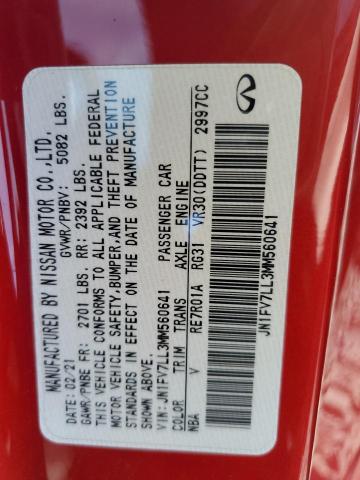 MANUFACTURED BY NISSAN MOTOR CO.,LTD.
DATE: 02/21 GVWR/PNBV: 5082 LBS.
GAWR/PNBE FR: 2701 LBS. RR: 2392 LBS.
THIS VEHICLE CONFORMS TO ALL APPLICABLE FEDERAL
MOTOR VEHICLE SAFETY,BUMPER,AND THEFT PREVENTION
STANDARDS IN EFFECT ON THE DATE OF MANUFACTURE
SHOWN ABOVE.
VIN: JN1FV7LL3MM560641 PASSENGER CAR
COLOR TRIM TRANS AXLE ENGINE
NBA V RE7R01A RG31 VR30(DDTT) 2997CC
JN1FV7LL3MM560641